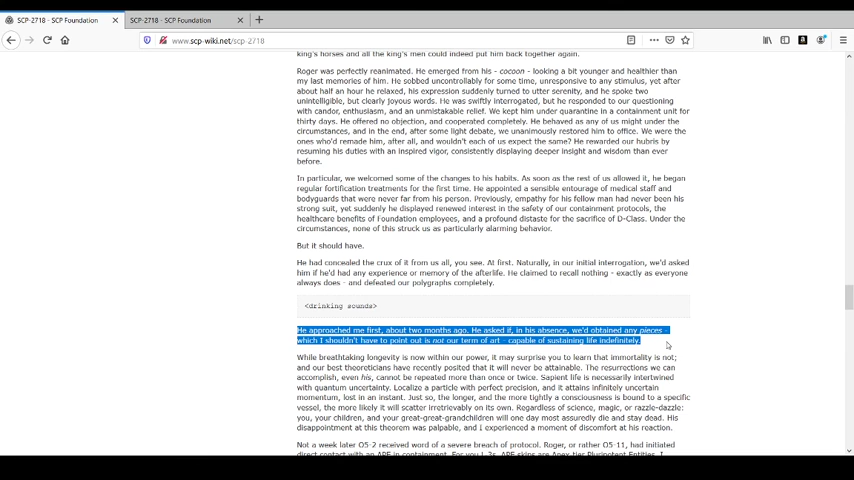 SCP-2718 - SCP Foundation
SCP-2718 - SCP Foundation
www.scp-wiki.net/scp-2718
king's horses and all the king's men could indeed put him back together again.
Roger was perfectly reanimated. He emerged from his - cocoon - looking a bit younger and healthier than
my last memories of him. He sobbed uncontrollably for some time, unresponsive to any stimulus, yet after
about half an hour he relaxed, his expression suddenly turned to utter serenity, and he spoke two
unintelligible, but clearly joyous words. He was swiftly interrogated, but he responded to our questioning
with candor, enthusiasm, and an unmistakable relief. We kept him under quarantine in a containment unit for
thirty days. He offered no objection, and cooperated completely. He behaved as any of us might under the
circumstances, and in the end, after some light debate, we unanimously restored him to office. We were the
ones who'd remade him, after all, and wouldn't each of us expect the same? He rewarded our hubris by
resuming his duties with an inspired vigor, consistently displaying deeper insight and wisdom than ever
before.
In particular, we welcomed some of the changes to his habits. As soon as the rest of us allowed it, he began
regular fortification treatments for the first time. He appointed a sensible entourage of medical staff and
bodyguards that were never far from his person. Previously, empathy for his fellow man had never been his
strong suit, yet suddenly he displayed renewed interest in the safety of our containment protocols, the
healthcare benefits of Foundation employees, and a profound distaste for the sacrifice of D-Class. Under the
circumstances, none of this struck us as particularly alarming behavior.
But it should have.
He had concealed the crux of it from us all, you see. At first. Naturally, in our initial interrogation, we'd asked
him if he'd had any experience or memory of the afterlife. He claimed to recall nothing - exactly as everyone
always does - and defeated our polygraphs completely.
<drinking sounds>
He approached me first, about two months ago. He asked if, in his absence, we'd obtained any pieces -
which I shouldn't have to point out is not our term of art - capable of sustaining life indefinitely.
While breathtaking longevity is now within our power, it may surprise you to learn that immortality is not;
and our best theoreticians have recently posited that it will never be attainable. The resurrections we can
accomplish, even his, cannot be repeated more than once or twice. Sapient life is necessarily intertwined
with quantum uncertainty. Localize a particle with perfect precision, and it attains infinitely uncertain
momentum, lost in an instant. Just so, the longer, and the more tightly a consciousness is bound to a specific
vessel, the more likely it will scatter irretrievably on its own. Regardless of science, magic, or razzle-dazzle:
you, your children, and your great-great-grandchildren will one day most assuredly die and stay dead. His
disappointment at this theorem was palpable, and I experienced a moment of discomfort at his reaction.
Not a week later O5-2 received word of a severe breach of protocol. Roger, or rather O5-11, had initiated
direct contact with an APE in containment. For you L-3s, APE skips are Apex-tier Pluripotent Entities. I